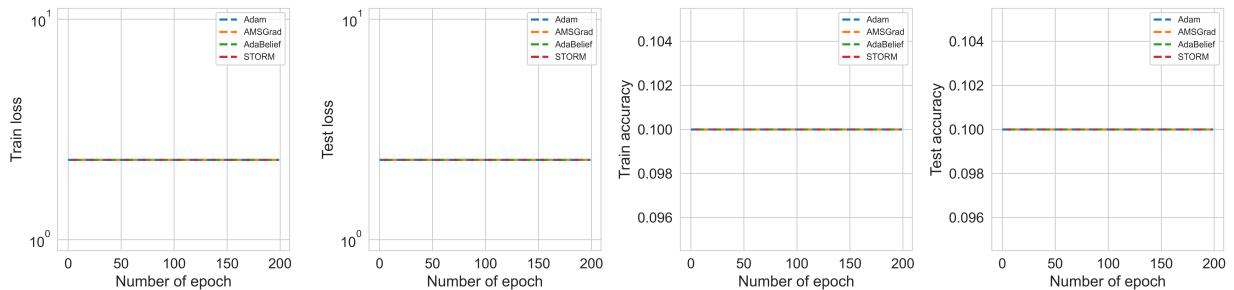 Train loss
10¹
10⁰
Adam
AMSGrad
AdaBelief
STORM
0 50 100 150 200
Number of epoch
Test loss
10¹
10⁰
Adam
AMSGrad
AdaBelief
STORM
0 50 100 150 200
Number of epoch
Train accuracy
0.104
0.102
0.100
0.098
0.096
Adam
AMSGrad
AdaBelief
STORM
0 50 100 150 200
Number of epoch
Test accuracy
0.104
0.102
0.100
0.098
0.096
Adam
AMSGrad
AdaBelief
STORM
0 50 100 150 200
Number of epoch